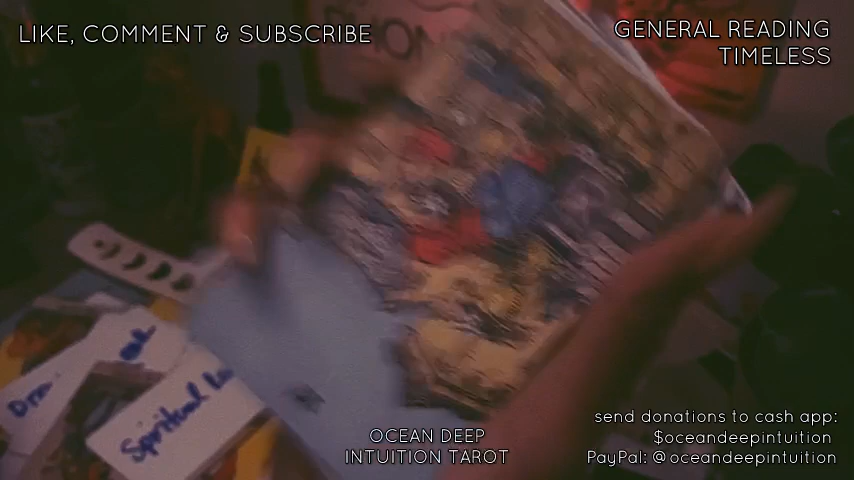 LIKE, COMMENT & SUBSCRIBE
GENERAL READING
TIMELESS
Spiritual
OCEAN DEEP
INTUITION TAROT
send donations to cash app:
$oceandeepintuition
PayPal: @oceandeepintuition